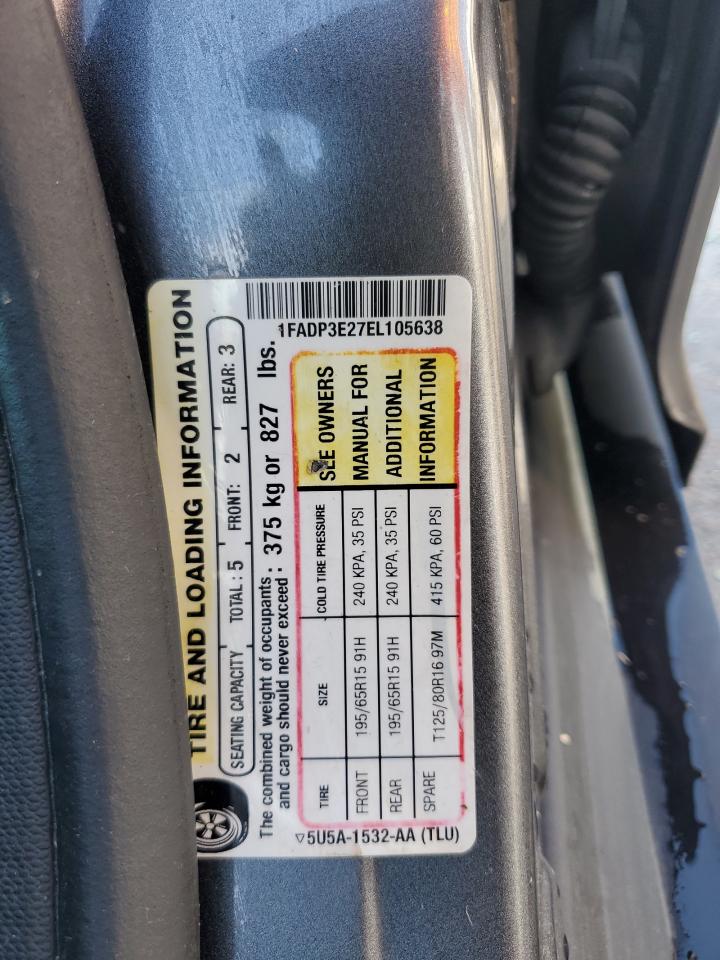 TIRE AND LOADING INFORMATION
SEATING CAPACITY TOTAL : 5 FRONT: 2 REAR: 3
The combined weight of occupants
and cargo should never exceed : 375 kg or 827 lbs.
TIRE SIZE COLD TIRE PRESSURE
FRONT 195/65R15 91H 240 KPA, 35 PSI
REAR 195/65R15 91H 240 KPA, 35 PSI
SPARE T125/80R16 97M 415 KPA, 60 PSI
SEE OWNERS
MANUAL FOR
ADDITIONAL
INFORMATION
5U5A-1532-AA (TLU)
1FADP3E27EL105638